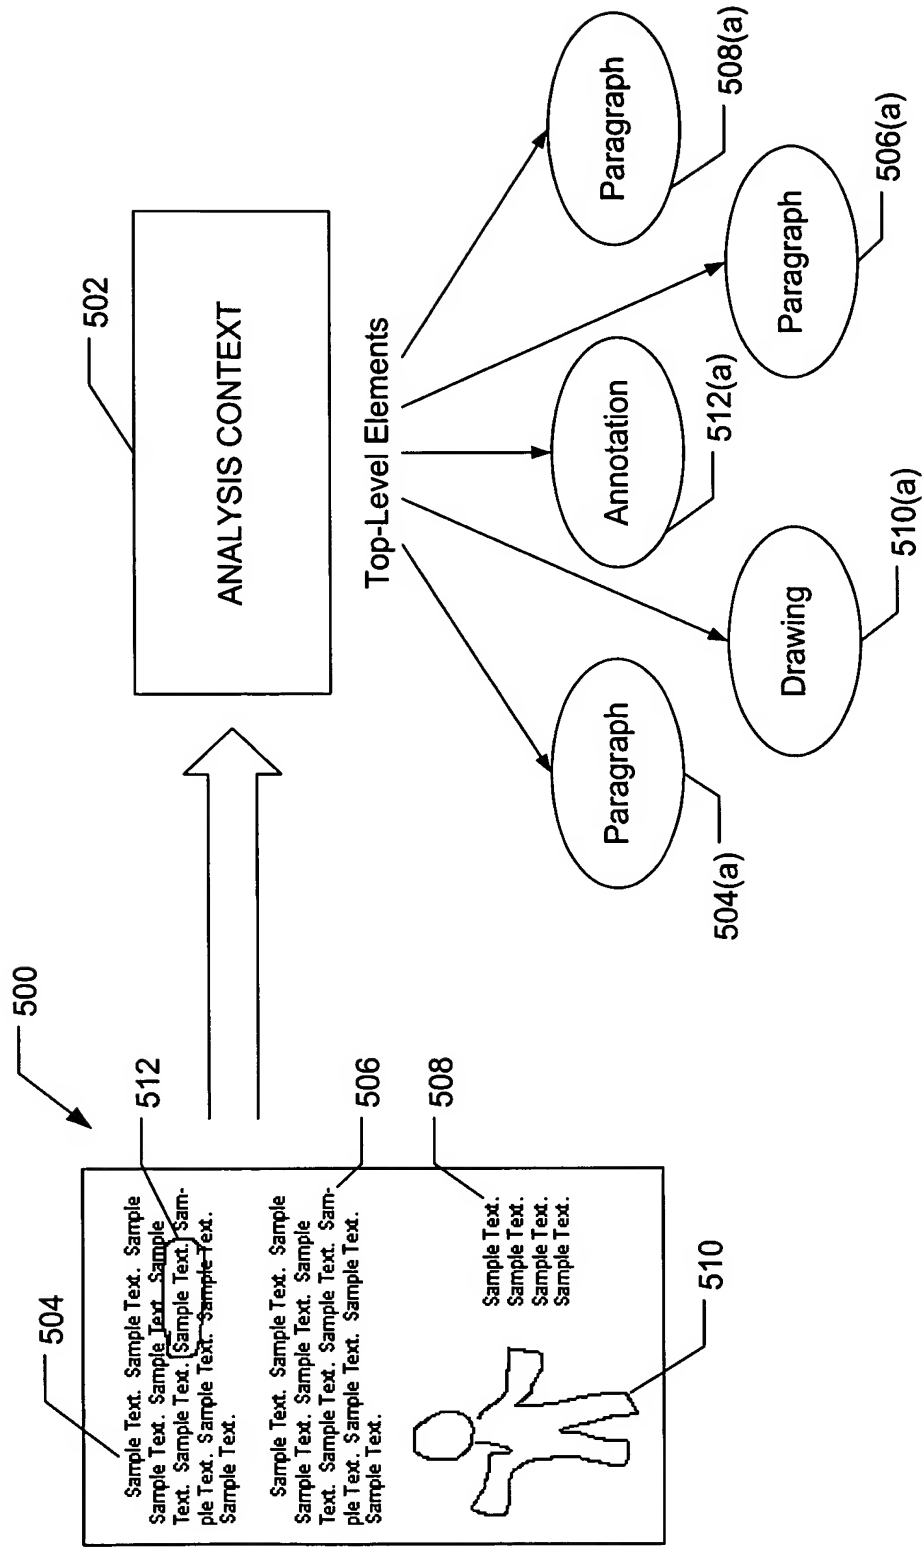 500
504
512
Sample Text. Sample Text. Sample
Sample Text. Sample Text. Sample
Text. Sample Text. Sample Text. Sam-
ple Text. Sample Text. Sample Text.
Sample Text.
506
Sample Text. Sample Text. Sample
Sample Text. Sample Text. Sample
Text. Sample Text. Sample Text. Sam-
ple Text. Sample Text. Sample Text.
Sample Text.
508
Sample Text.
Sample Text.
Sample Text.
Sample Text.
510
502
ANALYSIS CONTEXT
Top-Level Elements
Paragraph
504(a)
Drawing
510(a)
Annotation
512(a)
Paragraph
506(a)
Paragraph
508(a)